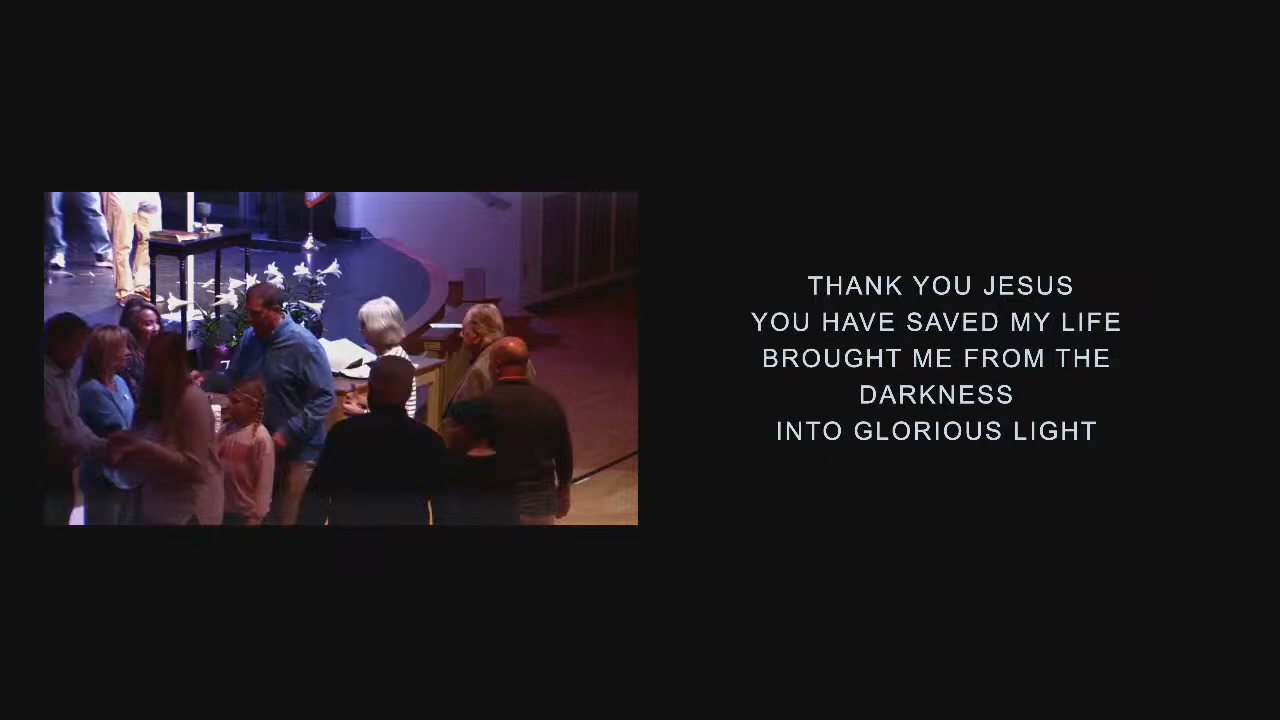 THANK YOU JESUS
YOU HAVE SAVED MY LIFE
BROUGHT ME FROM THE
DARKNESS
INTO GLORIOUS LIGHT